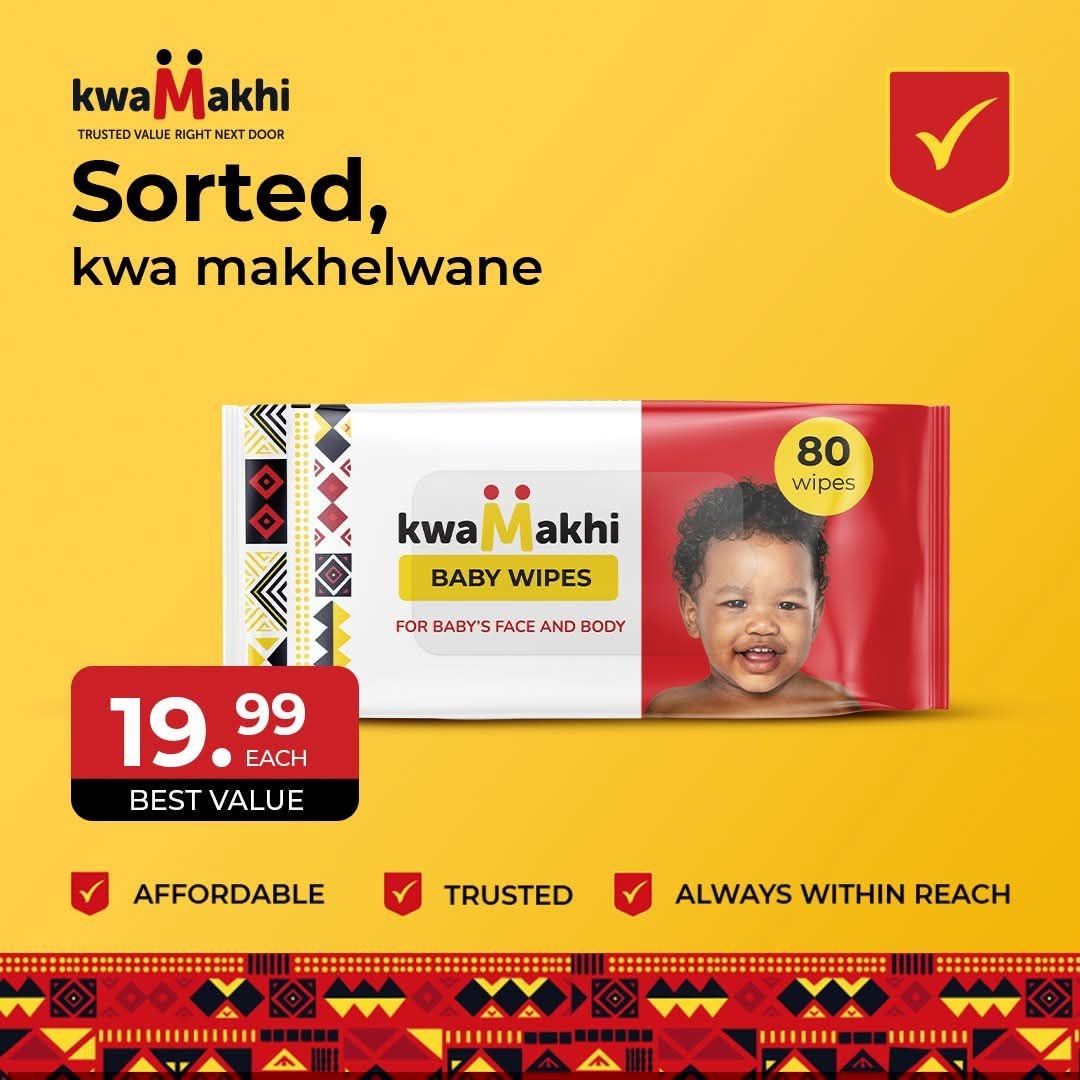 kwaMakhi
TRUSTED VALUE RIGHT NEXT DOOR
Sorted,
kwa makhelwane
80
wipes
kwaMakhi
BABY WIPES
FOR BABY'S FACE AND BODY
19.99
EACH
BEST VALUE
AFFORDABLE
TRUSTED
ALWAYS WITHIN REACH